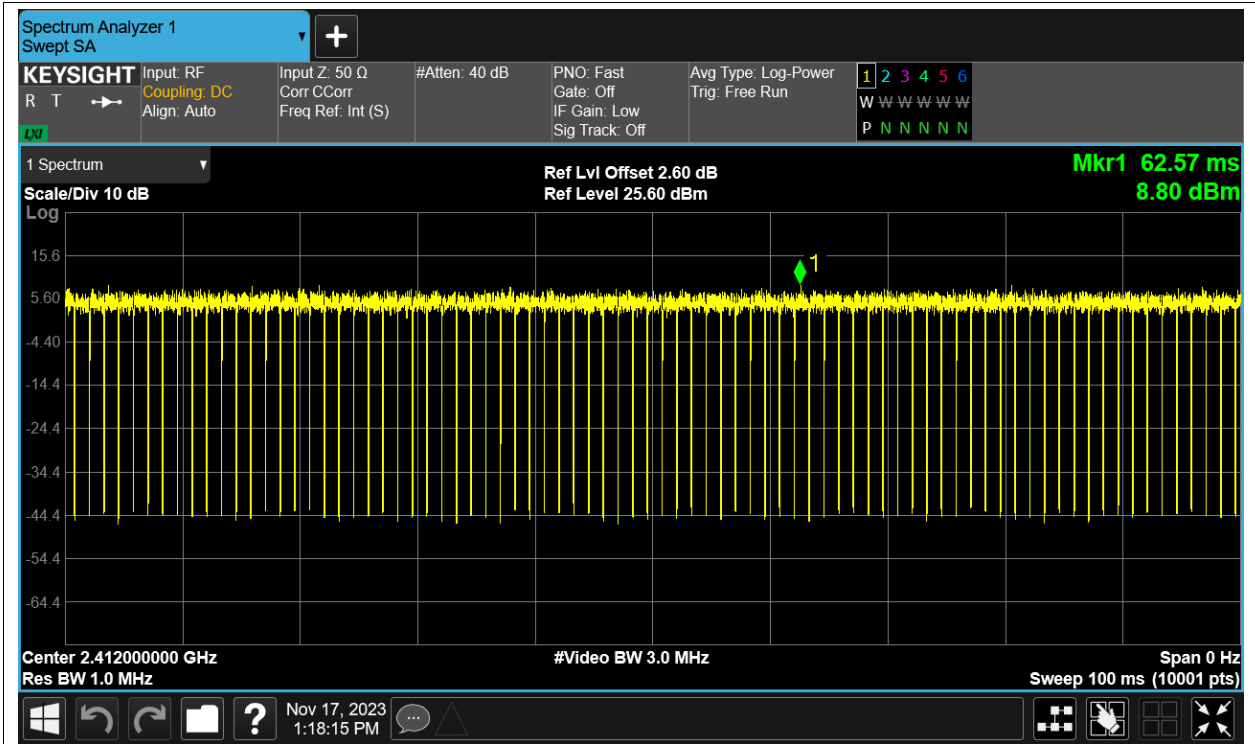 Spectrum Analyzer 1
Swept SA
+
KEYSIGHT
R T
LXI
Input: RF
Coupling: DC
Align: Auto
Input Z: 50 Ω
Corr CCorr
Freq Ref: Int (S)
#Atten: 40 dB
PNO: Fast
Gate: Off
IF Gain: Low
Sig Track: Off
Avg Type: Log-Power
Trig: Free Run
1 2 3 4 5 6
W W W W W W
P N N N N N
1 Spectrum
Scale/Div 10 dB
Log
Ref Lvl Offset 2.60 dB
Ref Level 25.60 dBm
Mkr1 62.57 ms
8.80 dBm
15.6
5.60
-4.40
-14.4
-24.4
-34.4
-44.4
-54.4
-64.4
1
Center 2.412000000 GHz
Res BW 1.0 MHz
#Video BW 3.0 MHz
Span 0 Hz
Sweep 100 ms (10001 pts)
?
Nov 17, 2023
1:18:15 PM